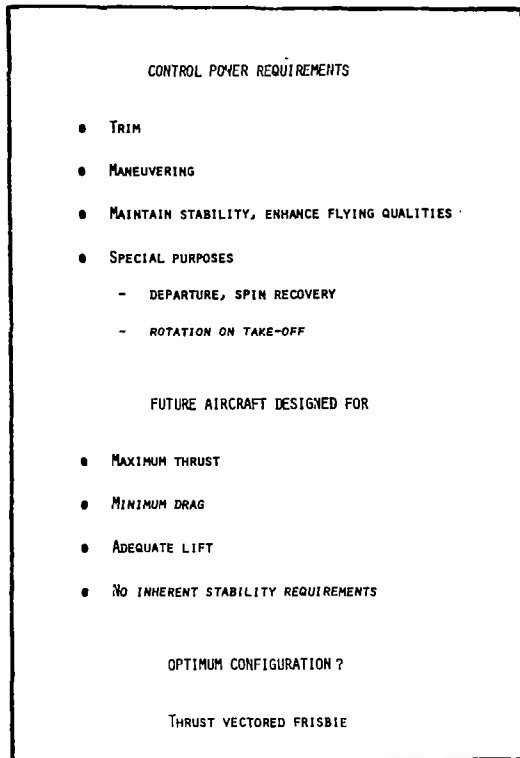 CONTROL POWER REQUIREMENTS
• TRIM
• MANEUVERING
• MAINTAIN STABILITY, ENHANCE FLYING QUALITIES
• SPECIAL PURPOSES
- DEPARTURE, SPIN RECOVERY
- ROTATION ON TAKE-OFF
FUTURE AIRCRAFT DESIGNED FOR
• MAXIMUM THRUST
• MINIMUM DRAG
• ADEQUATE LIFT
• NO INHERENT STABILITY REQUIREMENTS
OPTIMUM CONFIGURATION?
THRUST VECTORED FRISBIE